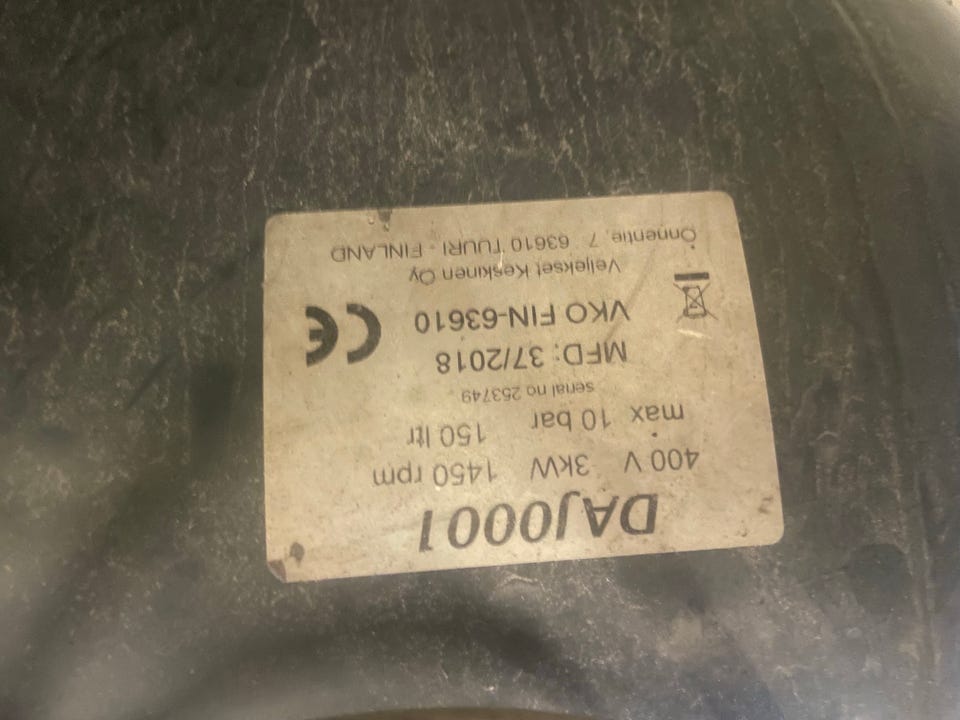 DAJ0001
400 V 3kW 1450 rpm
max 10 bar 150 ltr
serial no 253749
MFD: 37/2018
VKO FIN-63610
CE
Veljekset Keskinen Oy
Onnentie, 7 63610 TUURI - FINLAND